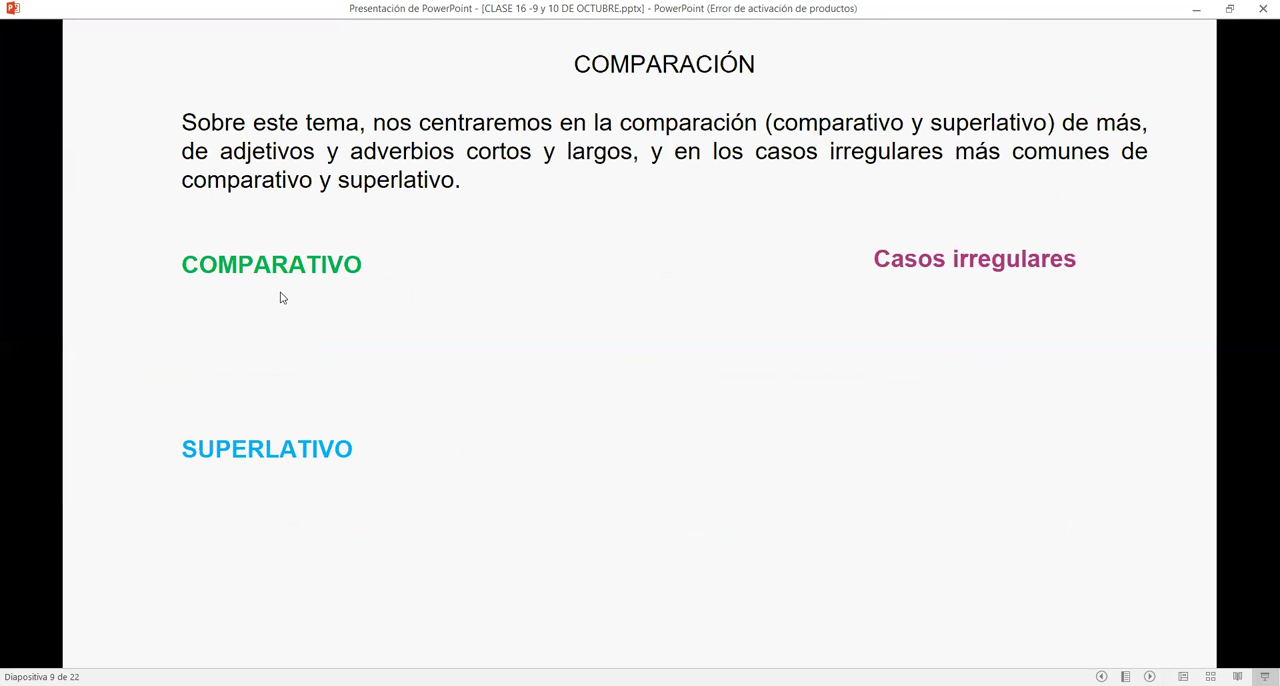 Presentación de PowerPoint - [CLASE 16 -9 y 10 DE OCTUBRE.pptx] - PowerPoint (Error de activación de productos)
COMPARACIÓN
Sobre este tema, nos centraremos en la comparación (comparativo y superlativo) de más,
de adjetivos y adverbios cortos y largos, y en los casos irregulares más comunes de
comparativo y superlativo.
COMPARATIVO
Casos irregulares
SUPERLATIVO
Diapositiva 9 de 22